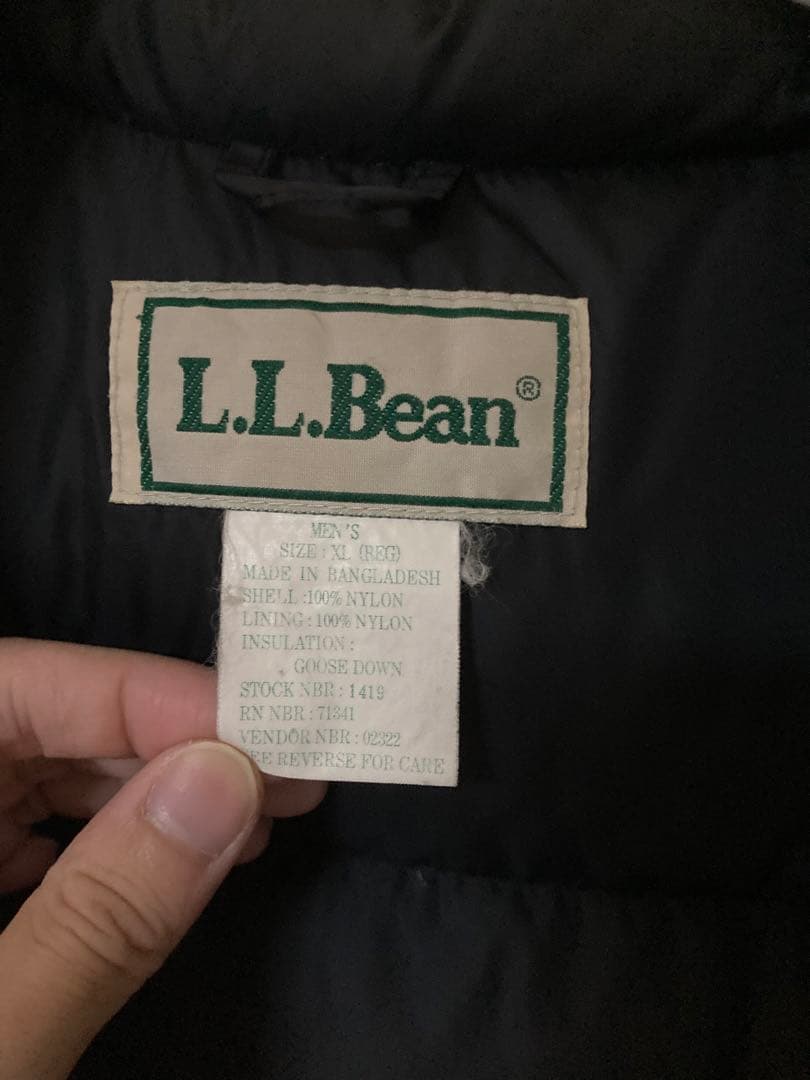 L.L.Bean®
MEN'S
SIZE : XL (REG)
MADE IN BANGLADESH
SHELL :100% NYLON
LINING : 100% NYLON
INSULATION :
GOOSE DOWN
STOCK NBR : 1419
RN NBR : 71341
VENDOR NBR : 02322
SEE REVERSE FOR CARE